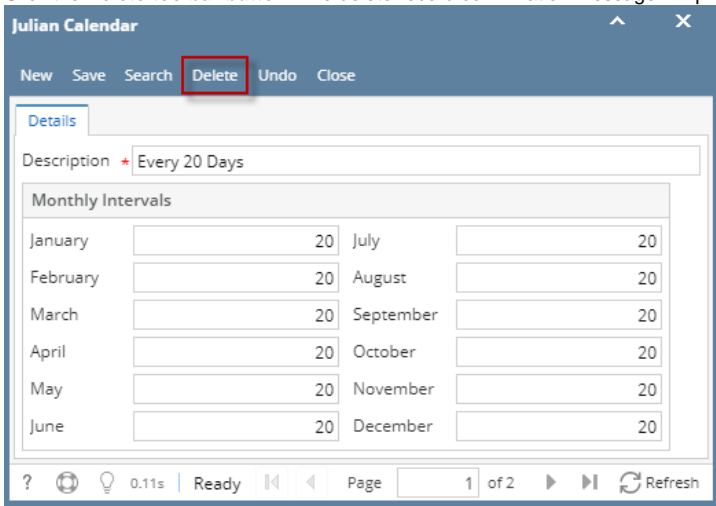 Julian Calendar
New Save Search Delete Undo Close
Details
Description * Every 20 Days
Monthly Intervals
January 20 July 20
February 20 August 20
March 20 September 20
April 20 October 20
May 20 November 20
June 20 December 20
? 0.11s Ready Page 1 of 2 Refresh